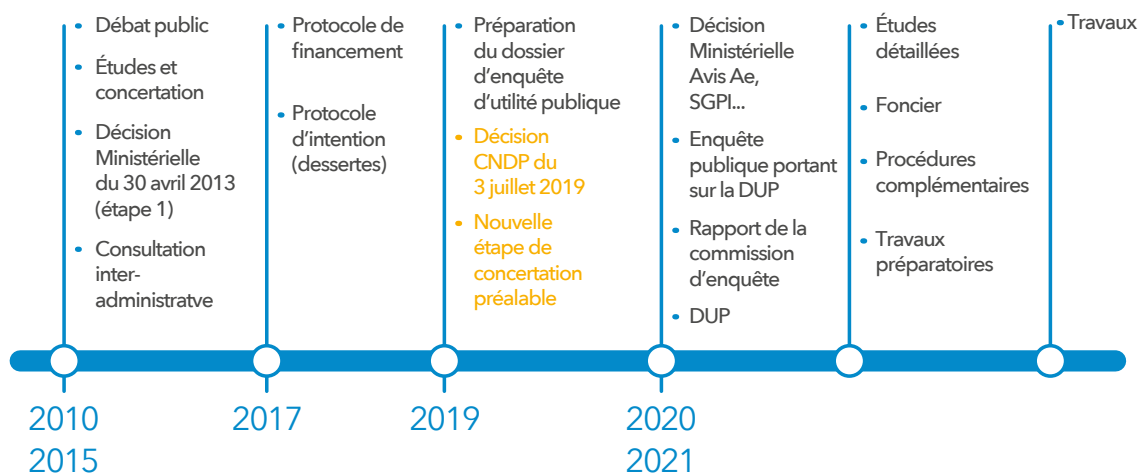 • Débat public
• Études et
concertation
• Décision
Ministérielle
du 30 avril 2013
(étape 1)
• Consultation
inter-
administratve
• Protocole de
financement
• Protocole
d'intention
(dessertes)
• Préparation
du dossier
d'enquête
d'utilité publique
• Décision
CNDP du
3 juillet 2019
• Nouvelle
étape de
concertation
préalable
• Décision
Ministérielle
Avis Ae,
SGPI...
• Enquête
publique portant
sur la DUP
• Rapport de la
commission
d'enquête
• DUP
• Études
détaillées
• Foncier
• Procédures
complémentaires
• Travaux
préparatoires
• Travaux
2010
2015
2017
2019
2020
2021